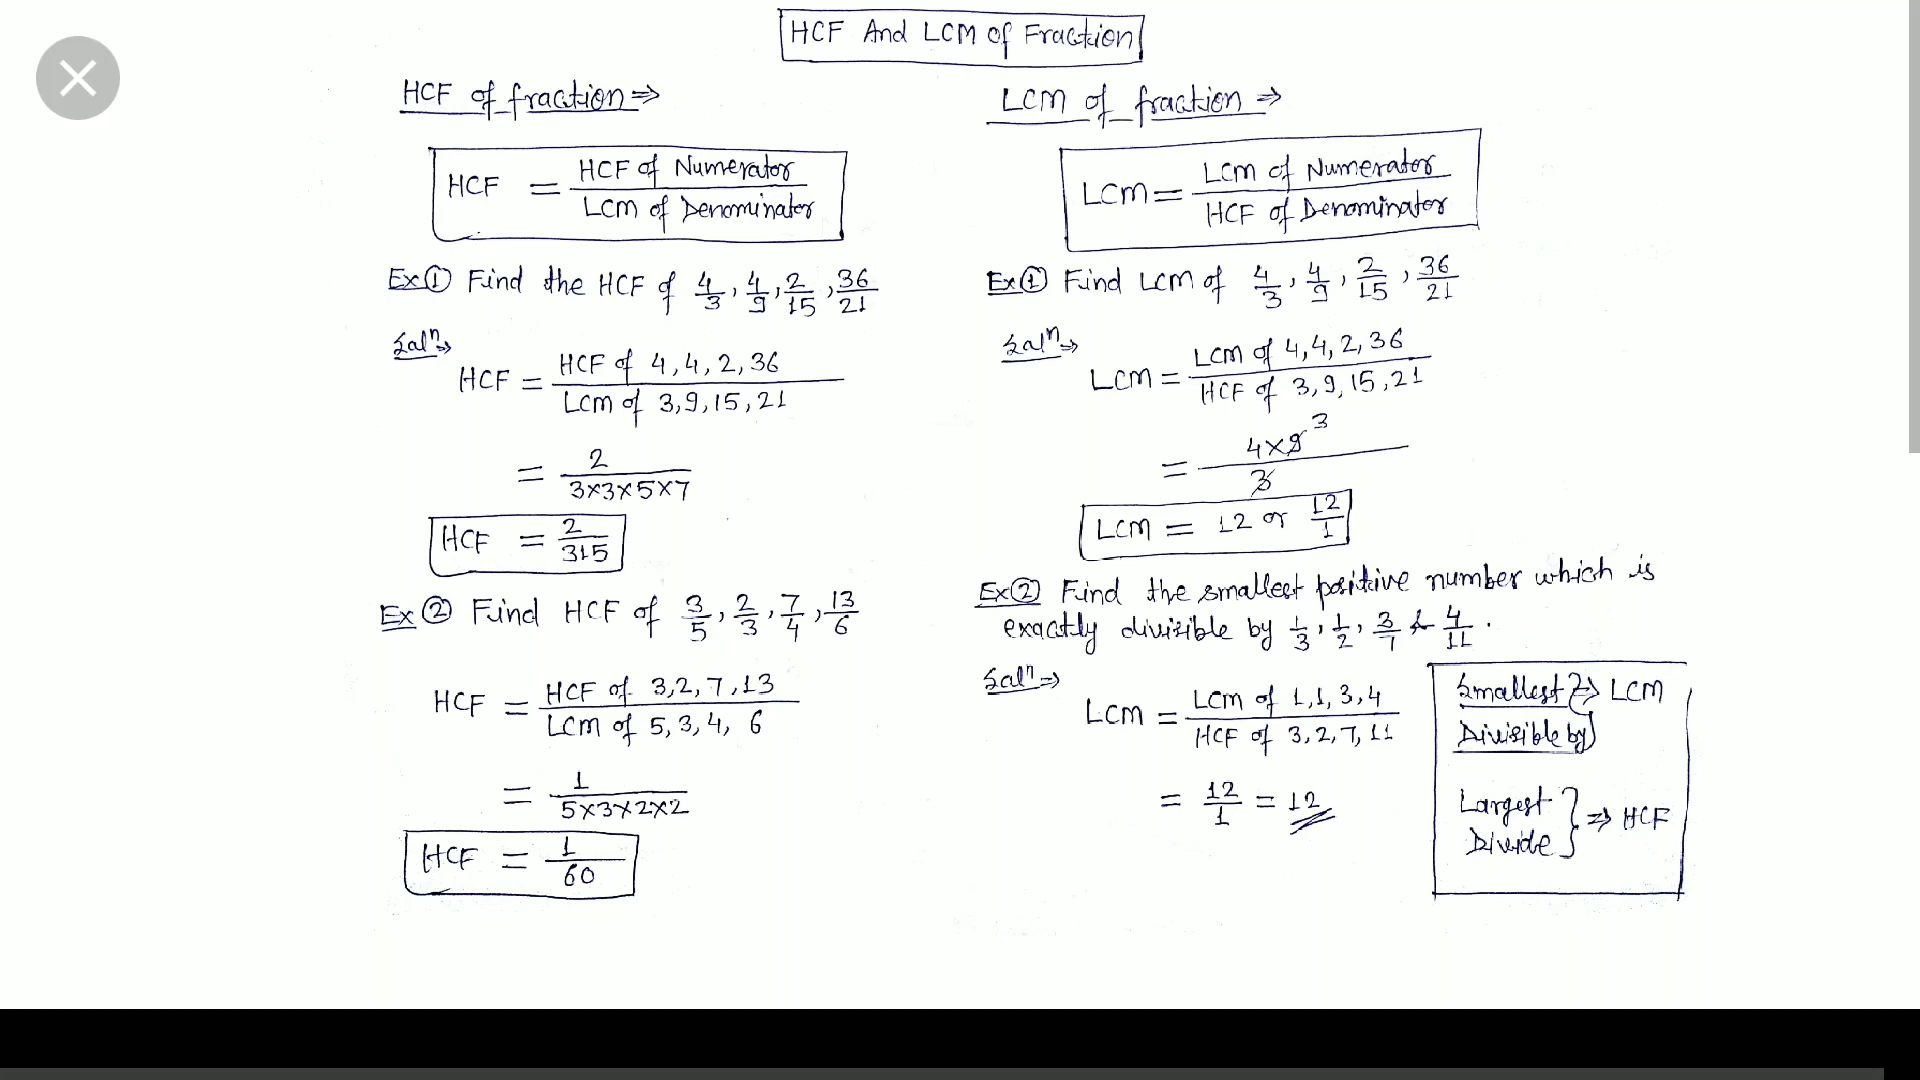 HCF And LCM of Fraction
HCF of fraction ⇒
HCF = HCF of Numerator / LCM of Denominator
Ex① Find the HCF of 4/3, 4/9, 2/15, 36/21
Salⁿ⇒
HCF = HCF of 4, 4, 2, 36 / LCM of 3, 9, 15, 21
= 2 / 3×3×5×7
HCF = 2/315
Ex② Find HCF of 3/5, 2/3, 7/4, 13/6
HCF = HCF of 3, 2, 7, 13 / LCM of 5, 3, 4, 6
= 1 / 5×3×2×2
HCF = 1/60
LCM of fraction ⇒
LCM = LCM of Numerator / HCF of Denominator
Ex① Find LCM of 4/3, 4/9, 2/15, 36/21
Salⁿ⇒
LCM = LCM of 4, 4, 2, 36 / HCF of 3, 9, 15, 21
= 4×9 3 / 3
LCM = 12 or 12/1
Ex② Find the smallest positive number which is
exactly divisible by 1/3, 1/2, 3/7 & 4/11.
Salⁿ⇒
LCM = LCM of 1, 1, 3, 4 / HCF of 3, 2, 7, 11
= 12/1 = 12
Smallest
Divisible by } ⇒ LCM
Largest
Divide } ⇒ HCF